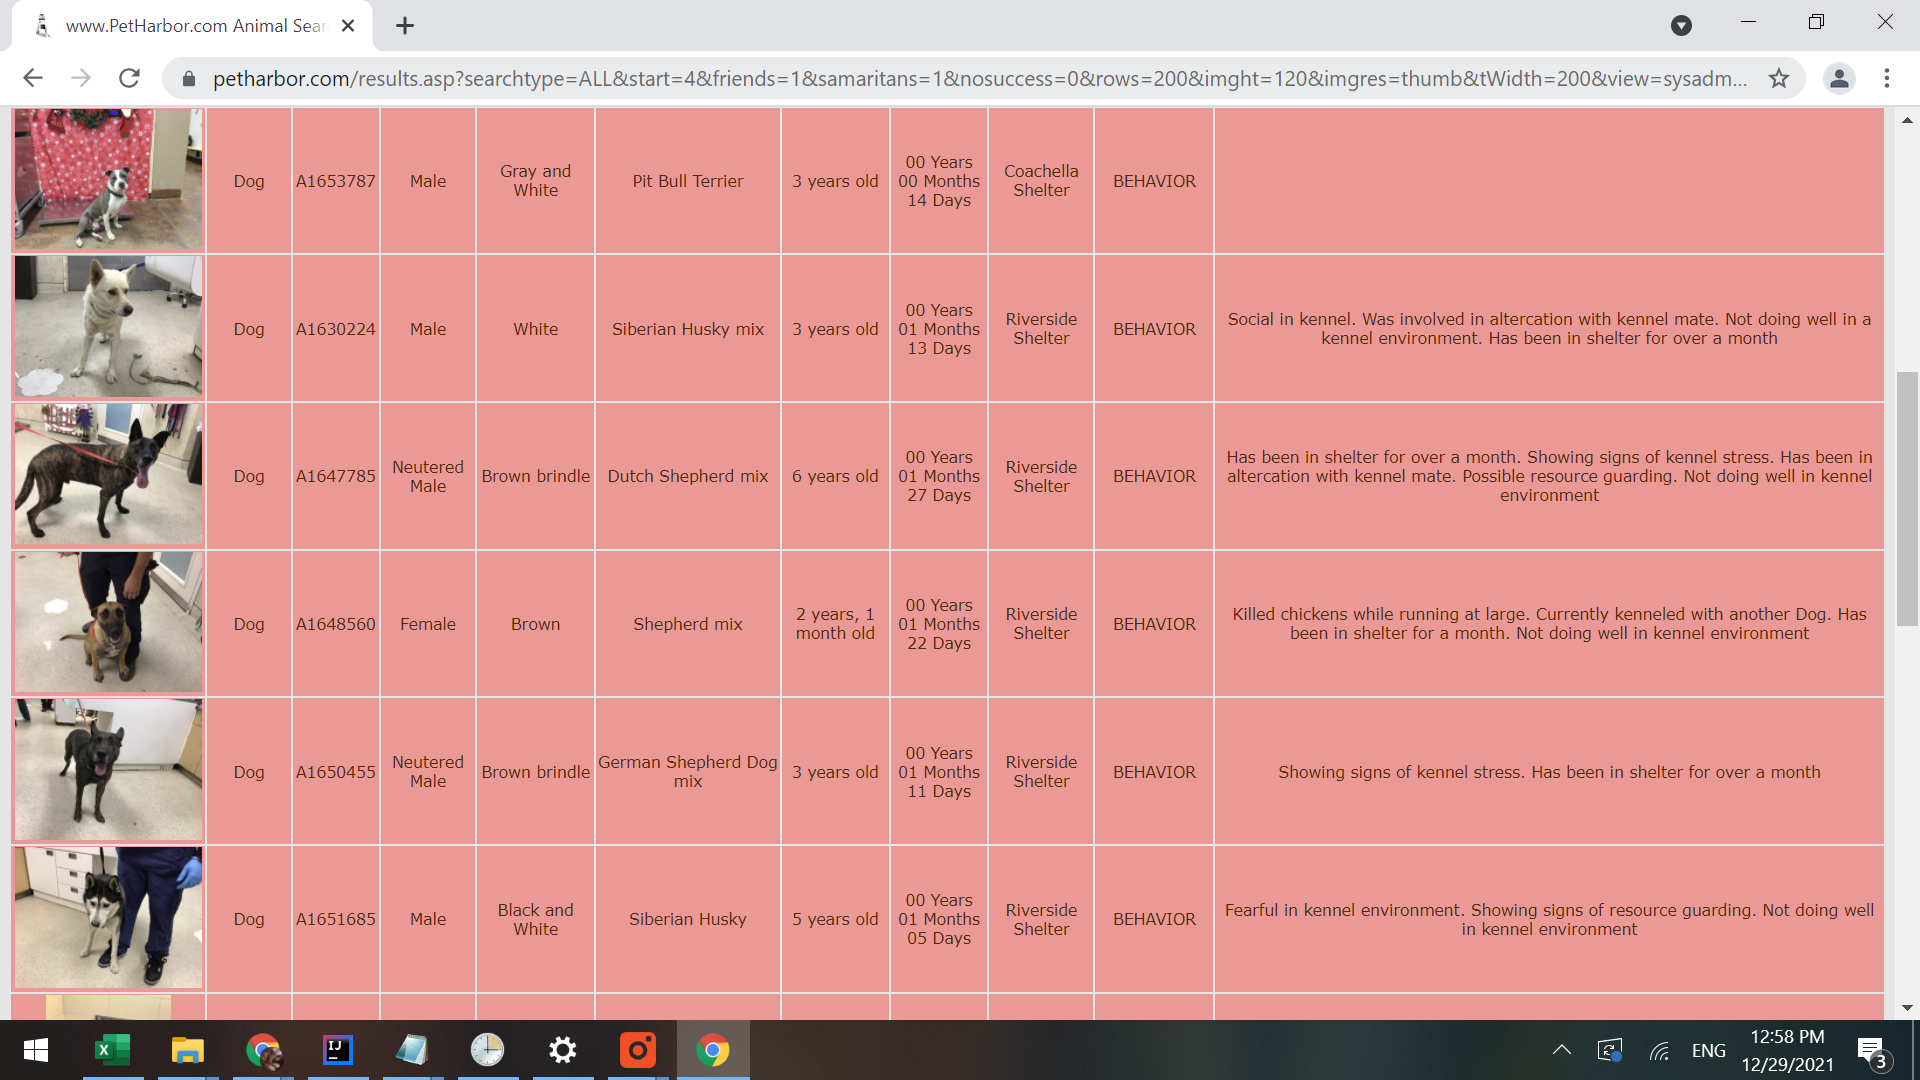 www.PetHarbor.com Animal Sear
petharbor.com/results.asp?searchtype=ALL&start=4&friends=1&samaritans=1&nosuccess=0&rows=200&imght=120&imgres=thumb&tWidth=200&view=sysadm...
Dog
A1653787
Male
Gray and
White
Pit Bull Terrier
3 years old
00 Years
00 Months
14 Days
Coachella
Shelter
BEHAVIOR
Dog
A1630224
Male
White
Siberian Husky mix
3 years old
00 Years
01 Months
13 Days
Riverside
Shelter
BEHAVIOR
Social in kennel. Was involved in altercation with kennel mate. Not doing well in a
kennel environment. Has been in shelter for over a month
Dog
A1647785
Neutered
Male
Brown brindle
Dutch Shepherd mix
6 years old
00 Years
01 Months
27 Days
Riverside
Shelter
BEHAVIOR
Has been in shelter for over a month. Showing signs of kennel stress. Has been in
altercation with kennel mate. Possible resource guarding. Not doing well in kennel
environment
Dog
A1648560
Female
Brown
Shepherd mix
2 years, 1
month old
00 Years
01 Months
22 Days
Riverside
Shelter
BEHAVIOR
Killed chickens while running at large. Currently kenneled with another Dog. Has
been in shelter for a month. Not doing well in kennel environment
Dog
A1650455
Neutered
Male
Brown brindle
German Shepherd Dog
mix
3 years old
00 Years
01 Months
11 Days
Riverside
Shelter
BEHAVIOR
Showing signs of kennel stress. Has been in shelter for over a month
Dog
A1651685
Male
Black and
White
Siberian Husky
5 years old
00 Years
01 Months
05 Days
Riverside
Shelter
BEHAVIOR
Fearful in kennel environment. Showing signs of resource guarding. Not doing well
in kennel environment
X
IJ
ENG
12:58 PM
12/29/2021
3